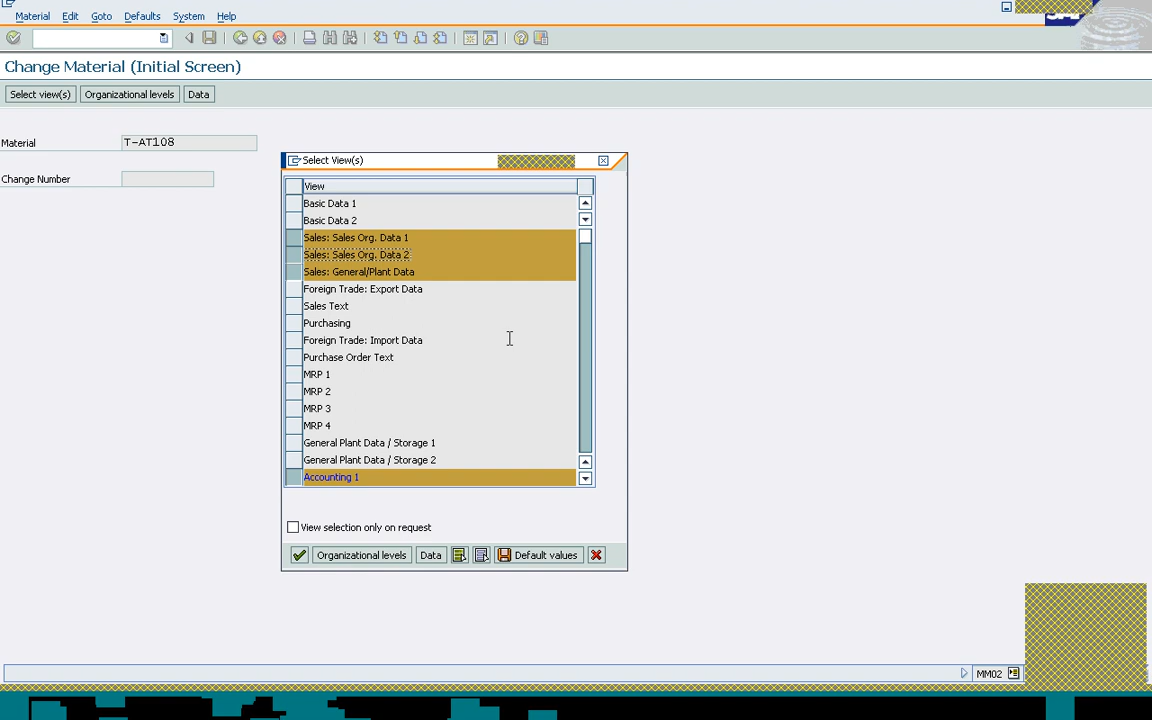 Material Edit Goto Defaults System Help
Change Material (Initial Screen)
Select view(s) Organizational levels Data
Material T-AT108
Change Number
Select View(s)
View
Basic Data 1
Basic Data 2
Sales: Sales Org. Data 1
Sales: Sales Org. Data 2
Sales: General/Plant Data
Foreign Trade: Export Data
Sales Text
Purchasing
Foreign Trade: Import Data
Purchase Order Text
MRP 1
MRP 2
MRP 3
MRP 4
General Plant Data / Storage 1
General Plant Data / Storage 2
Accounting 1
View selection only on request
Organizational levels Data Default values
MM02